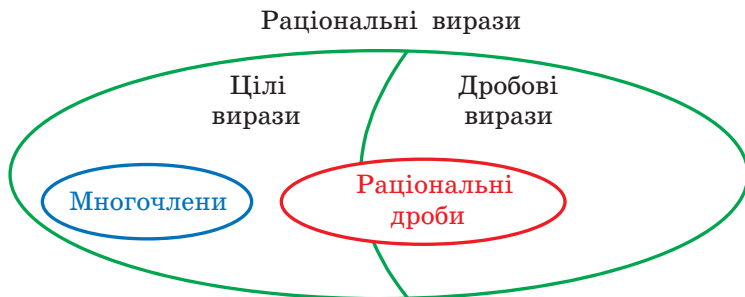 Раціональні вирази
Цілі
вирази
Дробові
вирази
Многочлени
Раціональні
дроби